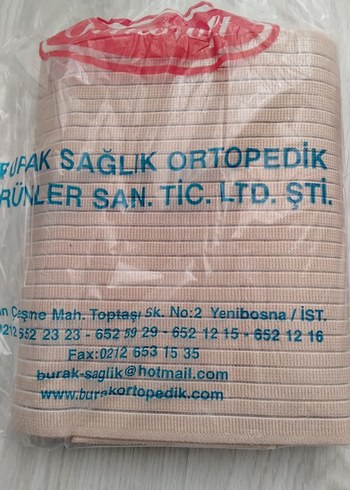 BURAK SAĞLIK ORTOPEDİK
ÜRÜNLER SAN. TİC. LTD. ŞTİ.
Çeşme Mah. Toptaşı Sk. No:2 Yenibosna / İST.
0212 652 23 23 - 652 59 29 - 652 12 15 - 652 12 16
Fax:0212 653 15 35
burak-saglik@hotmail.com
www.burakortopedik.com